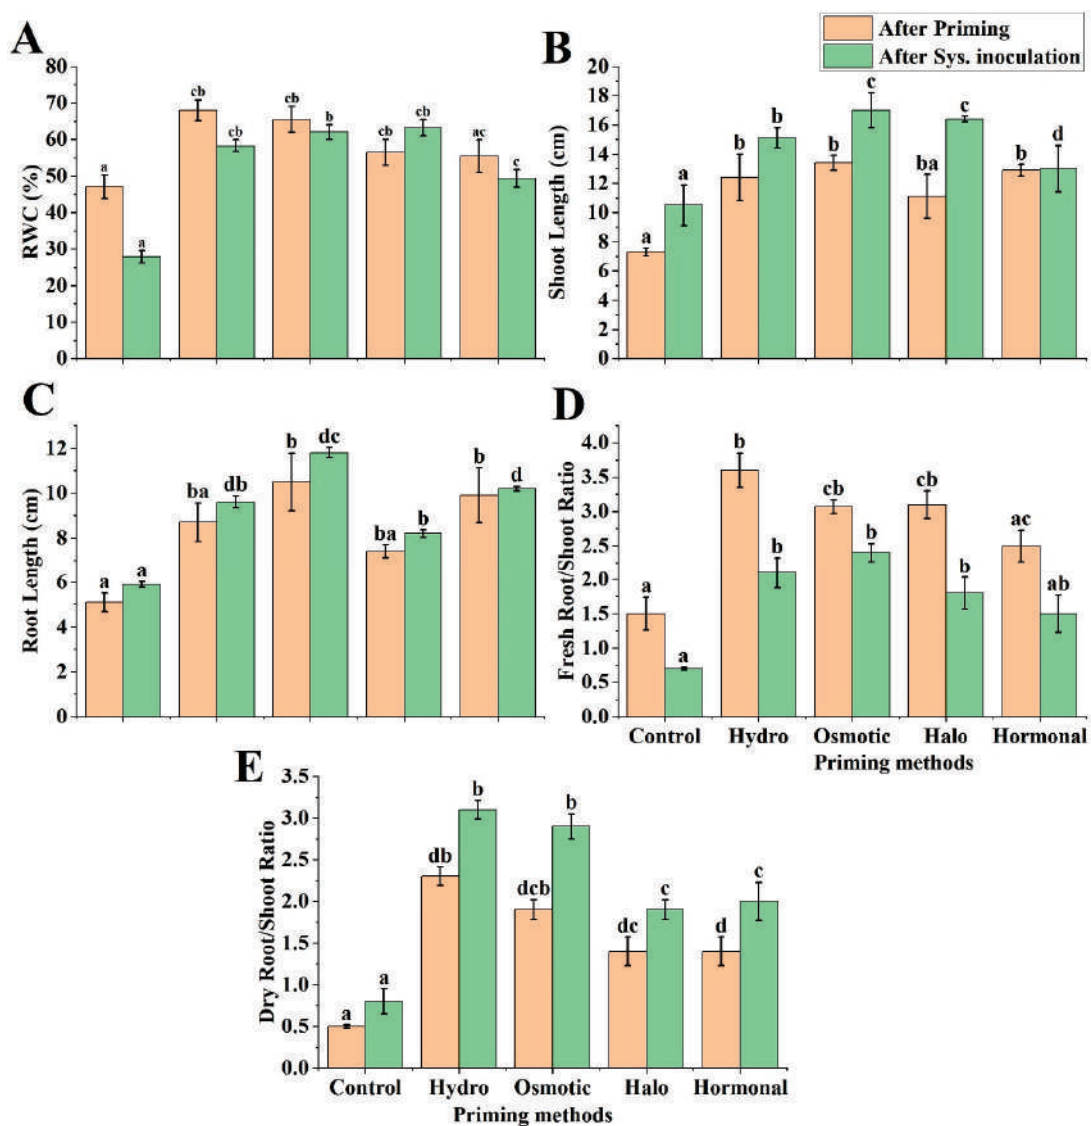 A
RWC (%)
80
70
60
50
40
30
20
10
0
a
a
cb
cb
cb
b
cb
cb
ac
c
B
After Priming
After Sys. inoculation
Shoot Length (cm)
20
18
16
14
12
10
8
6
4
2
0
a
a
b
b
b
c
ba
c
b
d
C
Root Length (cm)
12
10
8
6
4
2
0
a
a
ba
db
b
dc
ba
b
b
d
D
Fresh Root/Shoot Ratio
4.0
3.5
3.0
2.5
2.0
1.5
1.0
0.5
0.0
a
a
b
b
cb
b
cb
b
ac
ab
Control Hydro Osmotic Halo Hormonal
Priming methods
E
Dry Root/Shoot Ratio
3.5
3.0
2.5
2.0
1.5
1.0
0.5
0.0
a
a
db
b
dcb
b
dc
c
d
c
Control Hydro Osmotic Halo Hormonal
Priming methods